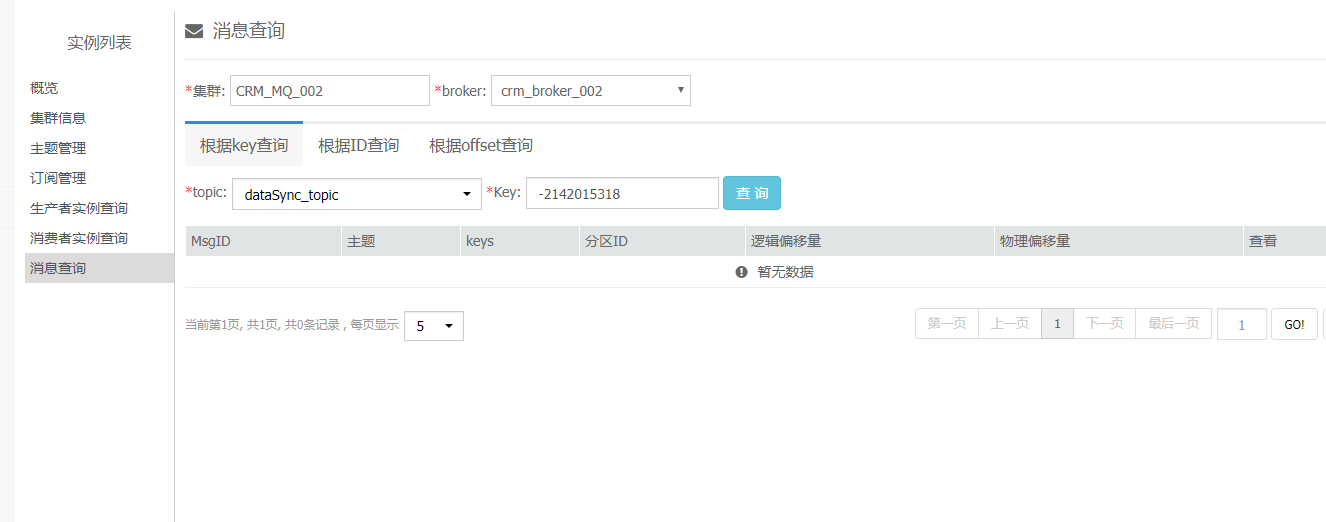 实例列表
概览
集群信息
主题管理
订阅管理
生产者实例查询
消费者实例查询
消息查询
消息查询
*集群: CRM_MQ_002 *broker: crm_broker_002
根据key查询 根据ID查询 根据offset查询
*topic: dataSync_topic *Key: -2142015318 查 询
MsgID 主题 keys 分区ID 逻辑偏移量 物理偏移量 查看
暂无数据
当前第1页, 共1页, 共0条记录 , 每页显示 5 第一页 上一页 1 下一页 最后一页 1 GO!